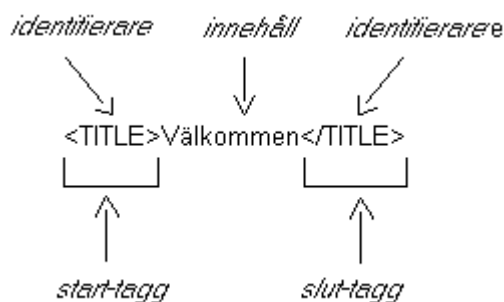 identifierare innehåll identifierare e
<TITLE>Välkommen</TITLE>
start-tagg slut-tagg